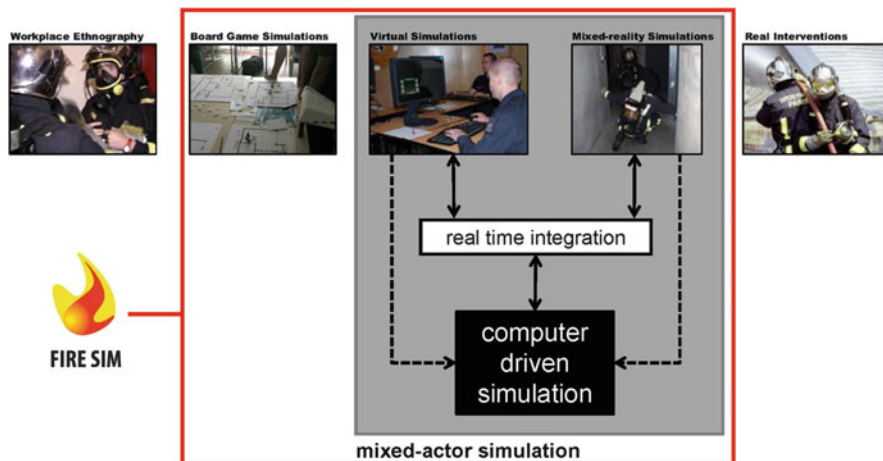 Workplace Ethnography
Board Game Simulations
Virtual Simulations
Mixed-reality Simulations
Real Interventions
real time integration
computer
driven
simulation
FIRE SIM
mixed-actor simulation